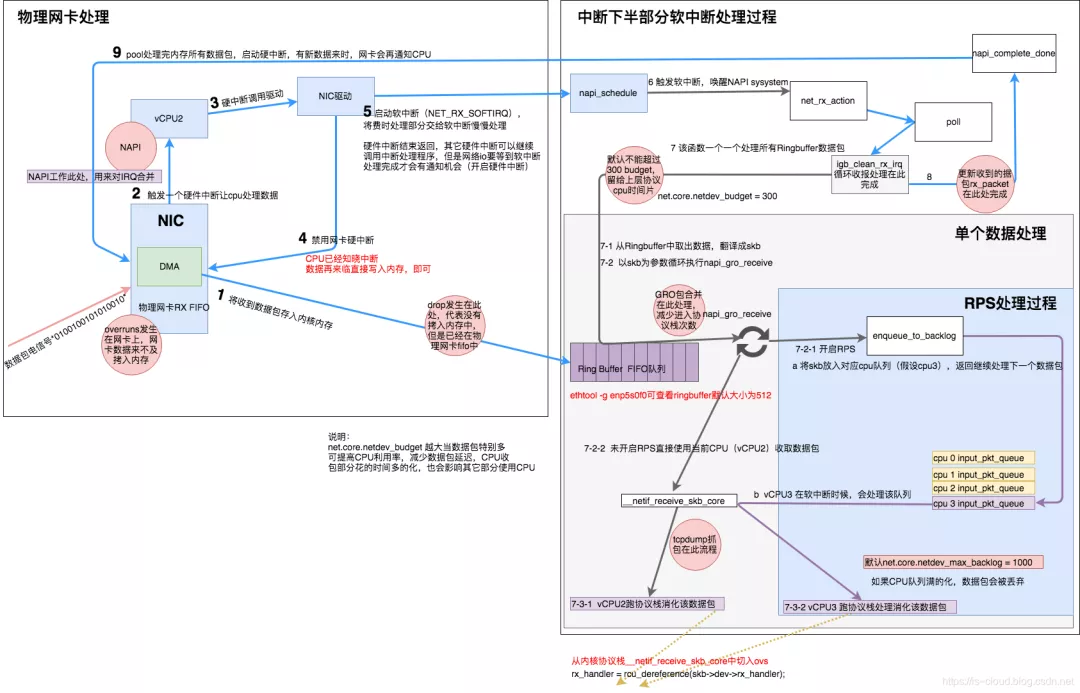 物理网卡处理
9 pool处理完内存所有数据包，启动硬中断，有新数据来时，网卡会再通知CPU
3 硬中断调用驱动
NIC驱动
vCPU2
NAPI
NAPI工作此处，用来对IRQ合并
5 启动软中断（NET_RX_SOFTIRQ），
将费时处理部分交给软中断慢慢处理
硬件中断结束返回，其它硬件中断可以继续
调用中断处理程序，但是网络io要等到软中断
处理完成才会有通知机会（开启硬中断）
2 触发一个硬件中断让cpu处理数据
NIC
DMA
物理网卡RX FIFO
4 禁用网卡硬中断
CPU已经知晓中断
数据再来临直接写入内存，即可
1 将收到数据包存入内核内存
数据包电信号"0100100101010010"
overruns发生
在网卡上，网
卡数据来不及
拷入内存
drop发生在此
处，代表没有
拷入内存中，
但是已经在物
理网卡fifo中
说明：
net.core.netdev_budget 越大当数据包特别多
可提高CPU利用率，减少数据包延迟，CPU收
包部分花的时间多的化，也会影响其它部分使用CPU
中断下半部分软中断处理过程
napi_complete_done
napi_schedule
6 触发软中断，唤醒NAPI sysystem
net_rx_action
poll
7 该函数一个一个处理所有Ringbuffer数据包
igb_clean_rx_irq
循环收报处理在此
完成
8
更新收到的据
包rx_packet
在此处完成
默认不能超过
300 budget,
留给上层协议
cpu时间片
net.core.netdev_budget = 300
单个数据处理
7-1 从Ringbuffer中取出数据，翻译成skb
7-2 以skb为参数循环执行napi_gro_receive
GRO包合并
在此处理，
减少进入协
议栈次数
napi_gro_receive
Ring Buffer FIFO队列
ethtool -g enp5s0f0可查看ringbuffer默认大小为512
RPS处理过程
enqueue_to_backlog
7-2-1 开启RPS
a 将skb放入对应cpu队列（假设cpu3），返回继续处理下一个数据包
7-2-2 未开启RPS直接使用当前CPU（vCPU2）收取数据包
cpu 0 input_pkt_queue
cpu 1 input_pkt_queue
cpu 2 input_pkt_queue
cpu 3 input_pkt_queue
__netif_receive_skb_core
b vCPU3 在软中断时候，会处理该队列
tcpdump抓
包在此流程
默认net.core.netdev_max_backlog = 1000
如果CPU队列满的化，数据包会被丢弃
7-3-1 vCPU2跑协议栈消化该数据包
7-3-2 vCPU3 跑协议栈处理消化该数据包
从内核协议栈__netif_receive_skb_core中切入ovs
rx_handler = rcu_dereference(skb->dev->rx_handler);
https://is-cloud.blog.csdn.net